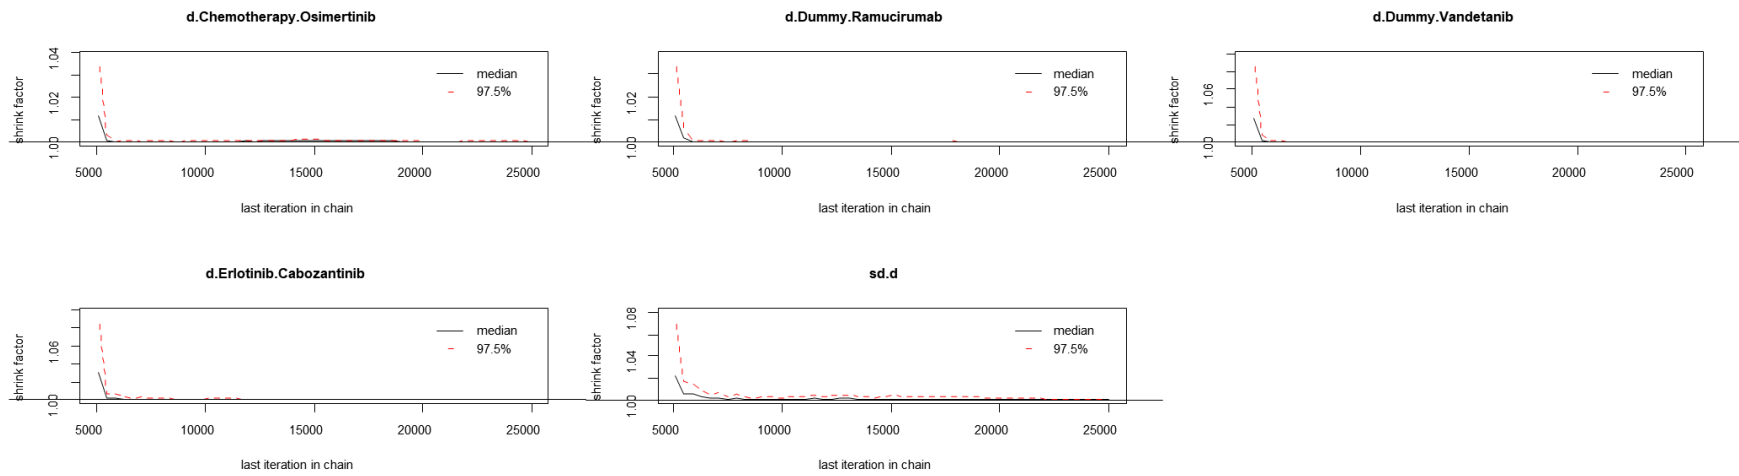 d.Chemotherapy.Osimertinib
shrink factor
1.00 1.02 1.04
median
97.5%
5000 10000 15000 20000 25000
last iteration in chain
d.Dummy.Ramucirumab
shrink factor
1.00 1.02
median
97.5%
5000 10000 15000 20000 25000
last iteration in chain
d.Dummy.Vandetanib
shrink factor
1.00 1.06
median
97.5%
5000 10000 15000 20000 25000
last iteration in chain
d.Erlotinib.Cabozantinib
shrink factor
1.00 1.06
median
97.5%
5000 10000 15000 20000 25000
last iteration in chain
sd.d
shrink factor
1.00 1.04 1.08
median
97.5%
5000 10000 15000 20000 25000
last iteration in chain